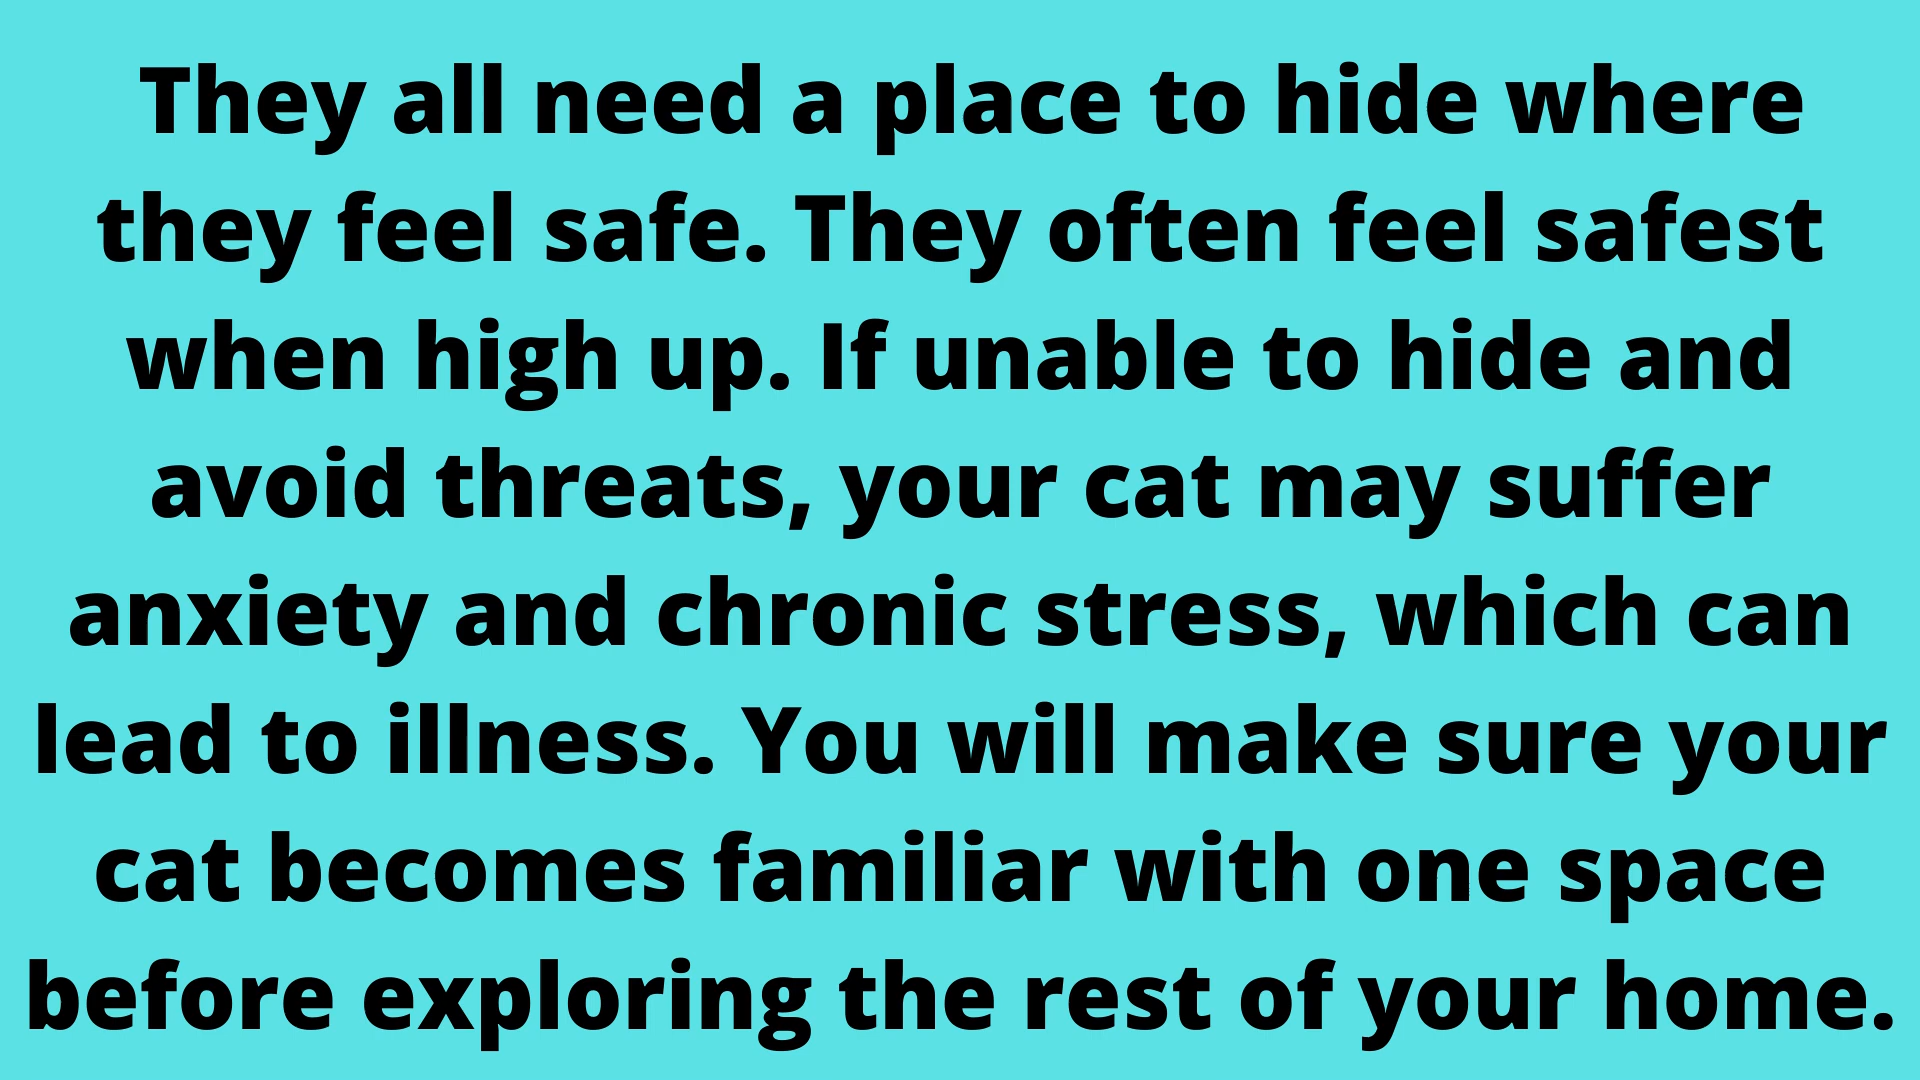 They all need a place to hide where
they feel safe. They often feel safest
when high up. If unable to hide and
avoid threats, your cat may suffer
anxiety and chronic stress, which can
lead to illness. You will make sure your
cat becomes familiar with one space
before exploring the rest of your home.